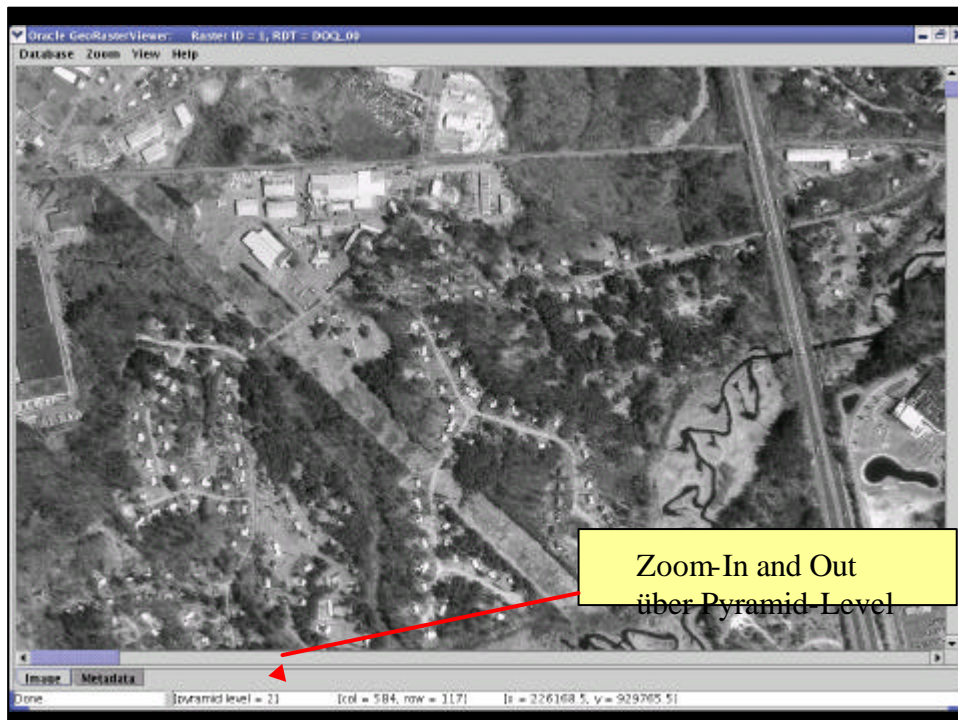 Oracle GeoRasterViewer: Raster ID = 1, RDT = DOQ_00
Database Zoom View Help
Zoom-In and Out
über Pyramid-Level
Image Metadata
Done [pyramid level = 2] [col = 584, row = 117] [x = 226168.5, y = 929765.5]